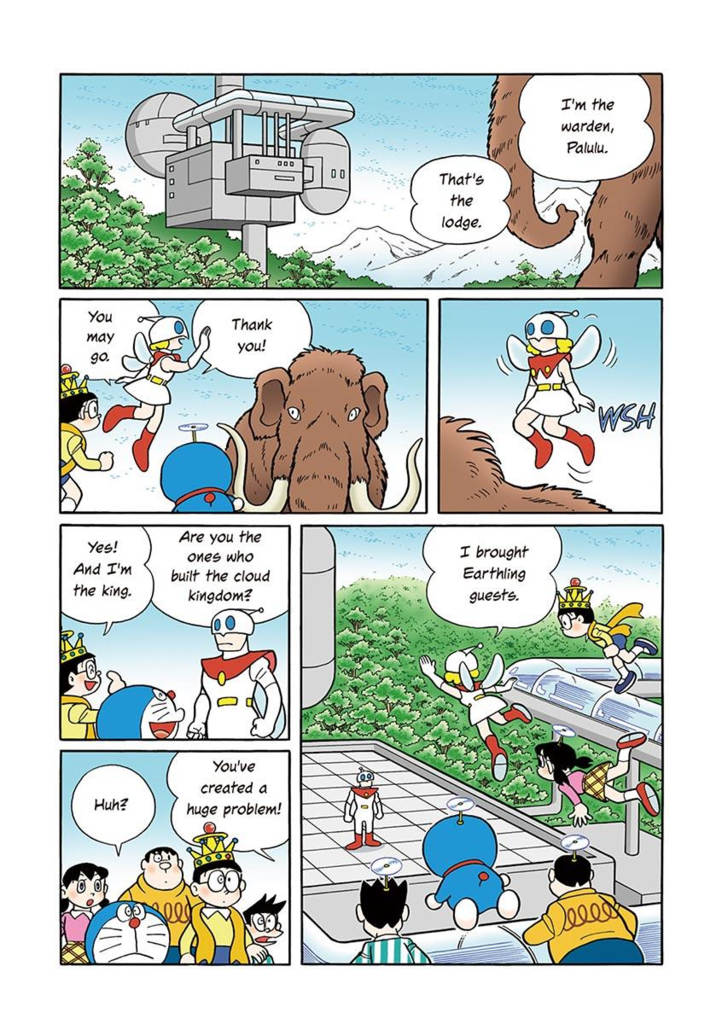 I'm the
warden,
Palulu.
That's
the
lodge.
WSH
Thank
you!
You
may
go.
I brought
Earthling
guests.
Are you the
ones who
built the cloud
kingdom?
Yes!
And I'm
the king.
You've
created a
huge problem!
Huh?